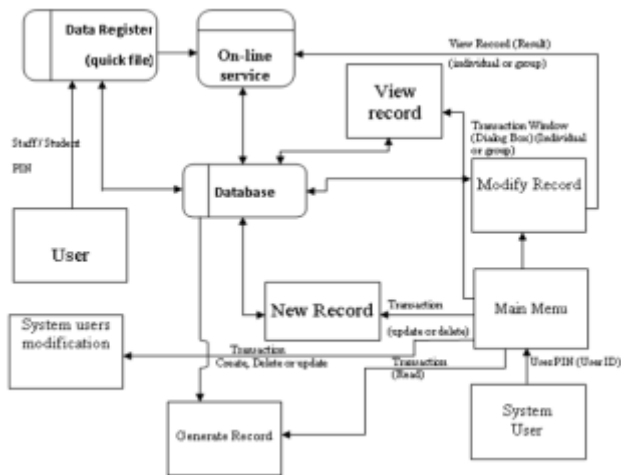 Data Register
(quick file)
On-line
service
View Record (Result)
(individual or group)
View
record
Transaction Window
(Dialog Box) (Individual
or group)
Staff / Student
PIN
Modify Record
Database
User
New Record
Transaction
(update or delete)
Main Menu
System users
modification
Transaction
Create, Delete or update
Transaction
(Read)
User PIN (User ID)
System
User
Generate Record